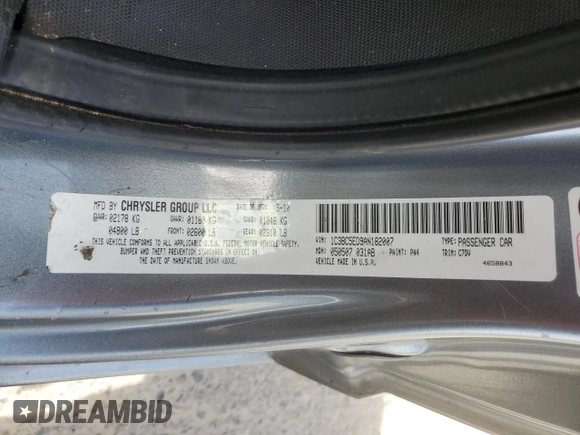 MFD BY CHRYSLER GROUP LLC
GVWR: 02178 KG
04800 LB
GAWR: 01180 KG
FRONT: 02600 LB
GAWR: 01048 KG
REAR: 02310 LB
THIS VEHICLE CONFORMS TO ALL APPLICABLE U.S.A. FEDERAL MOTOR VEHICLE SAFETY,
BUMPER AND THEFT PREVENTION STANDARDS IN EFFECT ON
THE DATE OF MANUFACTURE SHOWN ABOVE.
VIN: 1C3BC5ED9AN182007
TYPE: PASSENGER CAR
MDH: 050507 031AB
PAINT: PA4
TRIM: C7DV
VEHICLE MADE IN U.S.A.
4658843
DREAMBID